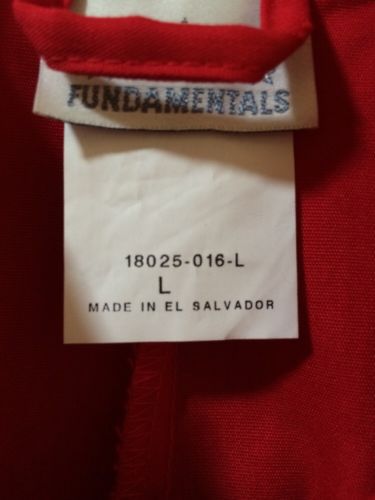 FUNDAMENTALS
18025-016-L
L
MADE IN EL SALVADOR